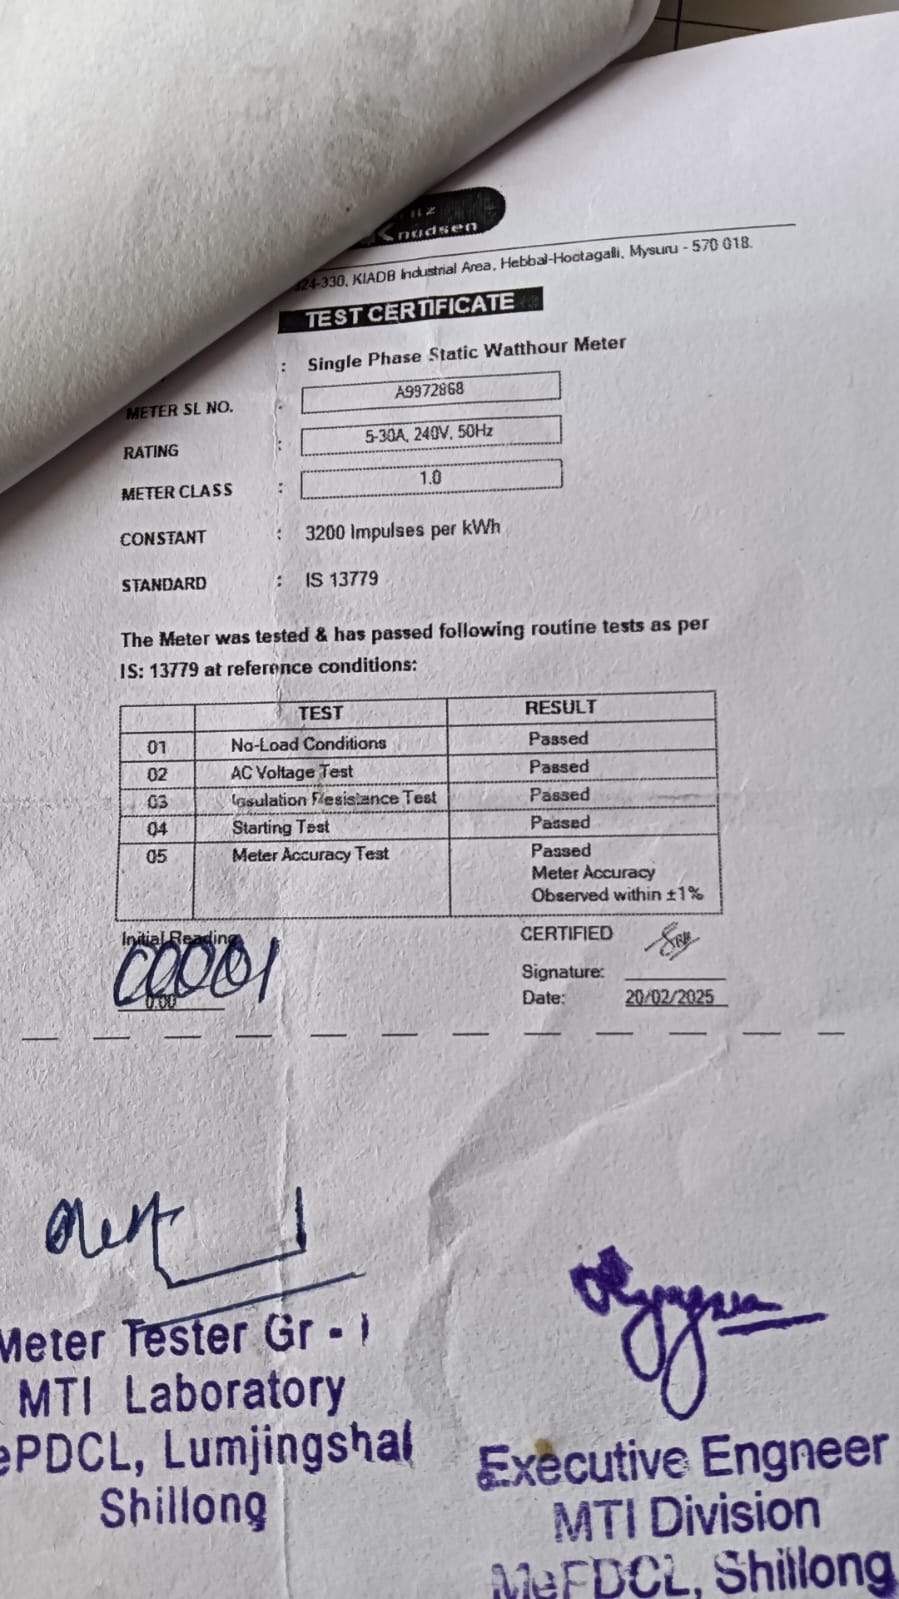 nudsen
24-330, KIADB Industrial Area, Hebbal-Hootagalli, Mysuru - 570 018.
TEST CERTIFICATE
: Single Phase Static Watthour Meter
METER SL NO. : A9972868
RATING : 5-30A, 240V, 50Hz
METER CLASS : 1.0
CONSTANT : 3200 Impulses per kWh
STANDARD : IS 13779
The Meter was tested & has passed following routine tests as per
IS: 13779 at reference conditions:
TEST RESULT
01 No-Load Conditions Passed
02 AC Voltage Test Passed
03 Insulation Resistance Test Passed
04 Starting Test Passed
05 Meter Accuracy Test Passed
Meter Accuracy
Observed within ±1%
Initial Reading
00001
0.00
CERTIFIED
Signature:
Date: 20/02/2025
Meter Tester Gr - I
MTI Laboratory
ePDCL, Lumjingshai
Shillong
Executive Engneer
MTI Division
MePDCL, Shillong